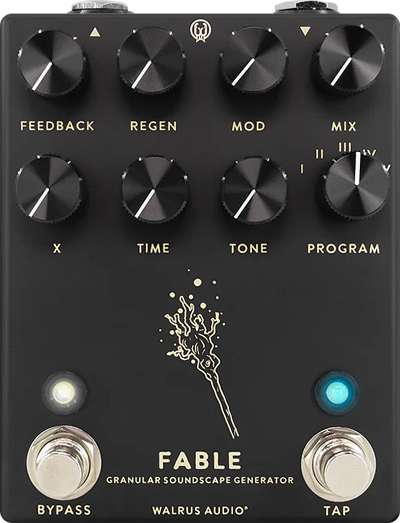 FEEDBACK REGEN MOD MIX
I II III IV V
X TIME TONE PROGRAM
FABLE
GRANULAR SOUNDSCAPE GENERATOR
BYPASS WALRUS AUDIO® TAP